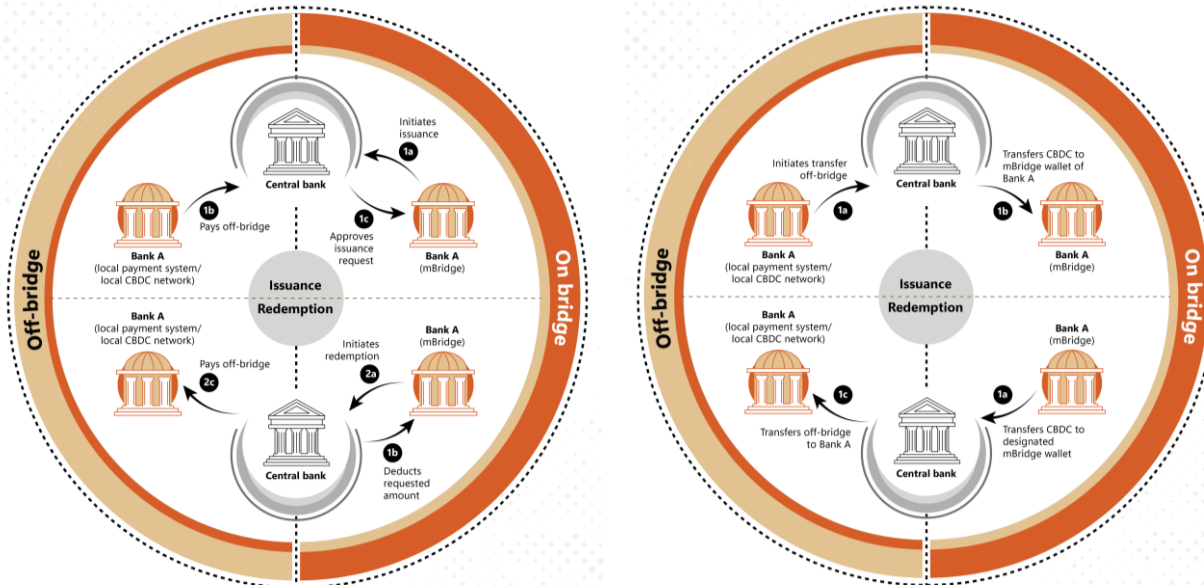 Off-bridge
On bridge
Initiates
issuance
1a
Central bank
1b
Pays off-bridge
1c
Approves
issuance
request
Bank A
(local payment system/
local CBDC network)
Bank A
(mBridge)
Issuance
Redemption
Bank A
(local payment system/
local CBDC network)
Bank A
(mBridge)
Pays off-bridge
2c
Initiates
redemption
2a
Central bank
1b
Deducts
requested
amount
Off-bridge
On bridge
Initiates transfer
off-bridge
1a
Central bank
Transfers CBDC to
mBridge wallet of
Bank A
1b
Bank A
(local payment system/
local CBDC network)
Bank A
(mBridge)
Issuance
Redemption
Bank A
(local payment system/
local CBDC network)
Bank A
(mBridge)
1c
Transfers off-bridge
to Bank A
1a
Transfers CBDC to
designated
mBridge wallet
Central bank